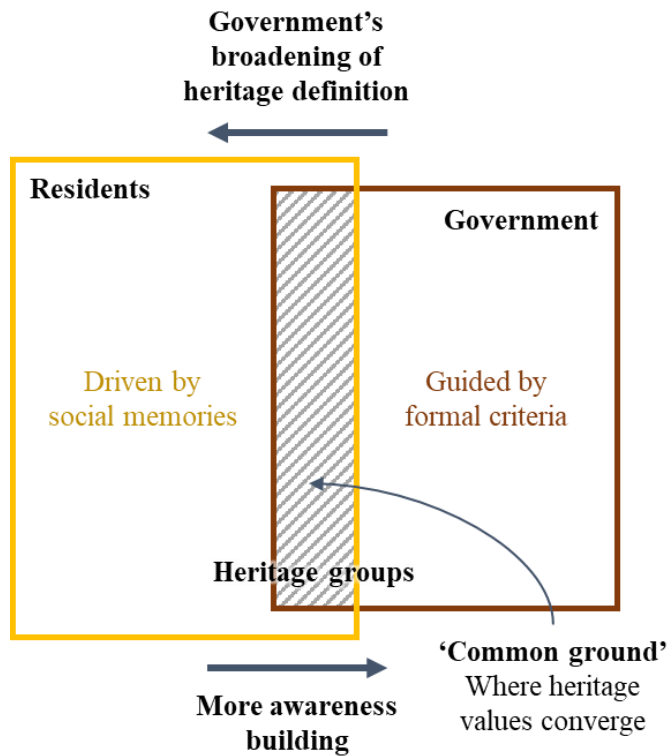 Government’s
broadening of
heritage definition
Residents
Government
Driven by
social memories
Guided by
formal criteria
Heritage groups
‘Common ground’
Where heritage
values converge
More awareness
building